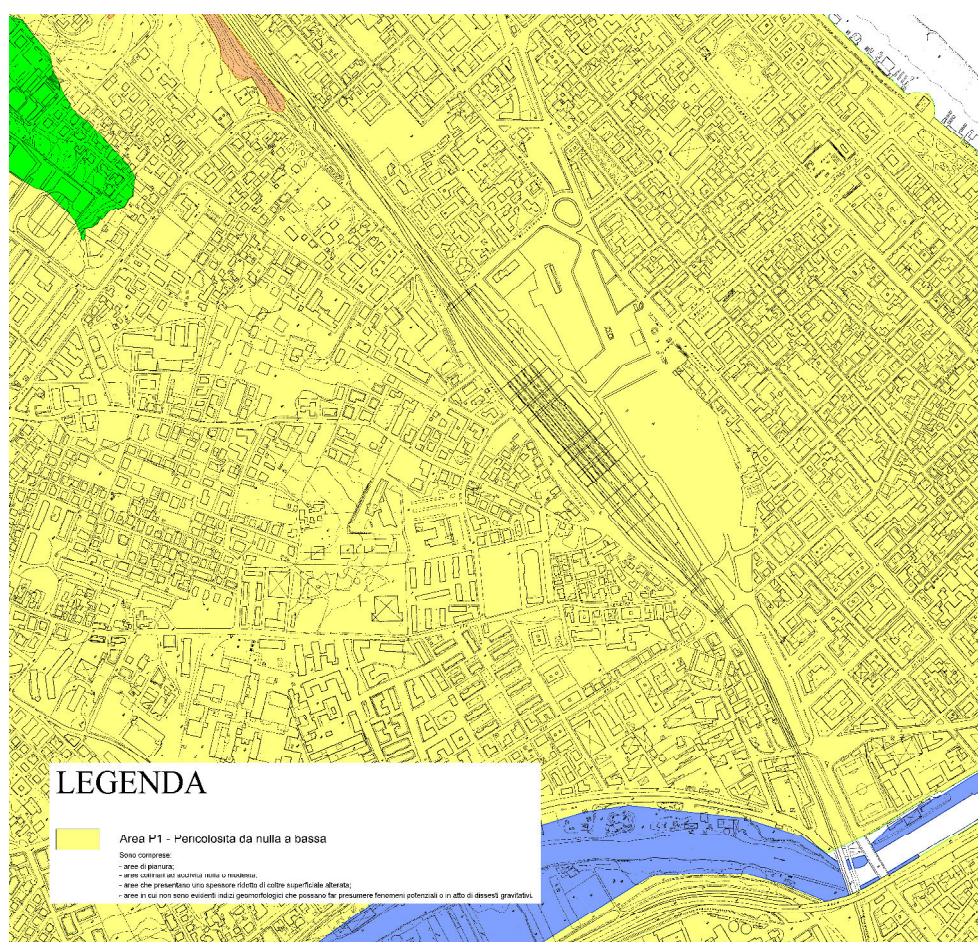 LEGENDA
Area P1 - Pericolosità da nulla a bassa
Sono comprese:
- aree di pianura;
- aree collinari ad acclività nulla o modesta;
- aree che presentano uno spessore ridotto di coltre superficiale alterata;
- aree in cui non sono evidenti indizi geomorfologici che possano far presumere fenomeni potenziali o in atto di dissesti gravitativi.